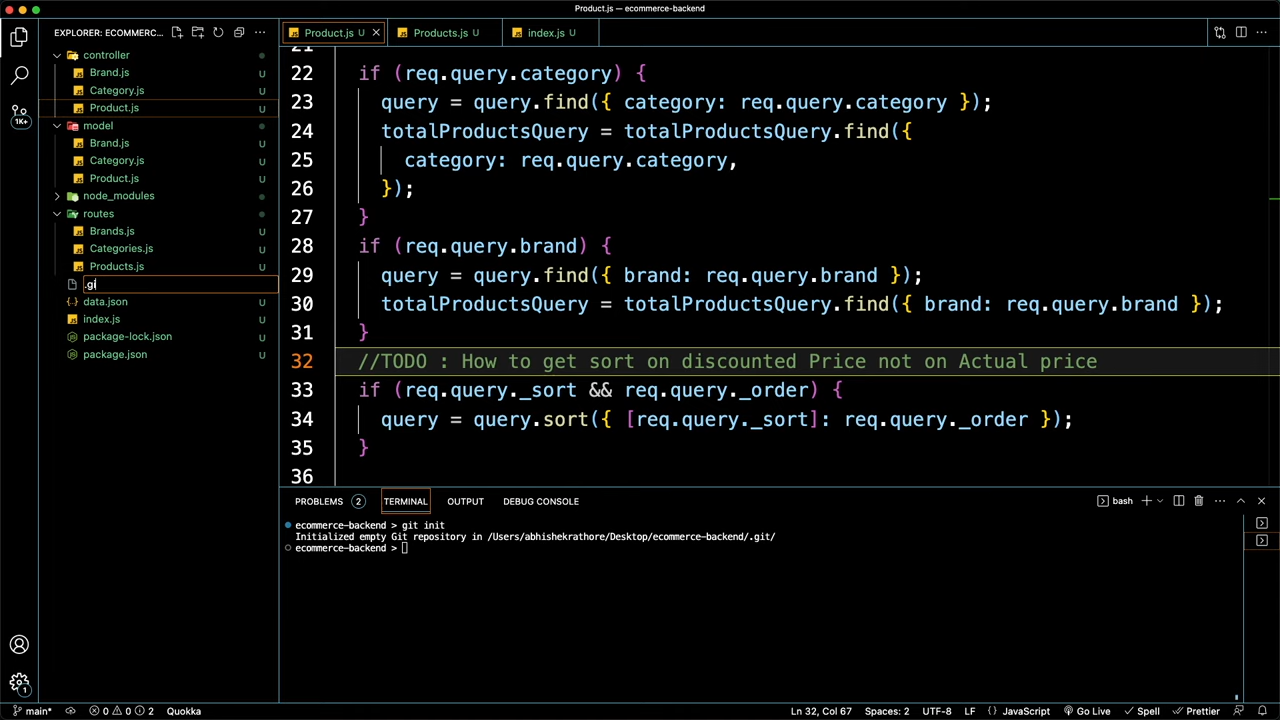 Product.js — ecommerce-backend
EXPLORER: ECOMMERC...
controller
Brand.js U
Category.js U
Product.js U
model
Brand.js U
Category.js U
Product.js U
node_modules
routes
Brands.js U
Categories.js U
Products.js U
.gi
data.json U
index.js U
package-lock.json U
package.json U
1K+
1
Product.js U
Products.js U
index.js U
21
22 if (req.query.category) {
23 query = query.find({ category: req.query.category });
24 totalProductsQuery = totalProductsQuery.find({
25 category: req.query.category,
26 });
27 }
28 if (req.query.brand) {
29 query = query.find({ brand: req.query.brand });
30 totalProductsQuery = totalProductsQuery.find({ brand: req.query.brand });
31 }
32 //TODO : How to get sort on discounted Price not on Actual price
33 if (req.query._sort && req.query._order) {
34 query = query.sort({ [req.query._sort]: req.query._order });
35 }
36
PROBLEMS 2 TERMINAL OUTPUT DEBUG CONSOLE bash
ecommerce-backend > git init
Initialized empty Git repository in /Users/abhishekrathore/Desktop/ecommerce-backend/.git/
ecommerce-backend >
main* 0 0 2 Quokka Ln 32, Col 67 Spaces: 2 UTF-8 LF {} JavaScript Go Live Spell Prettier